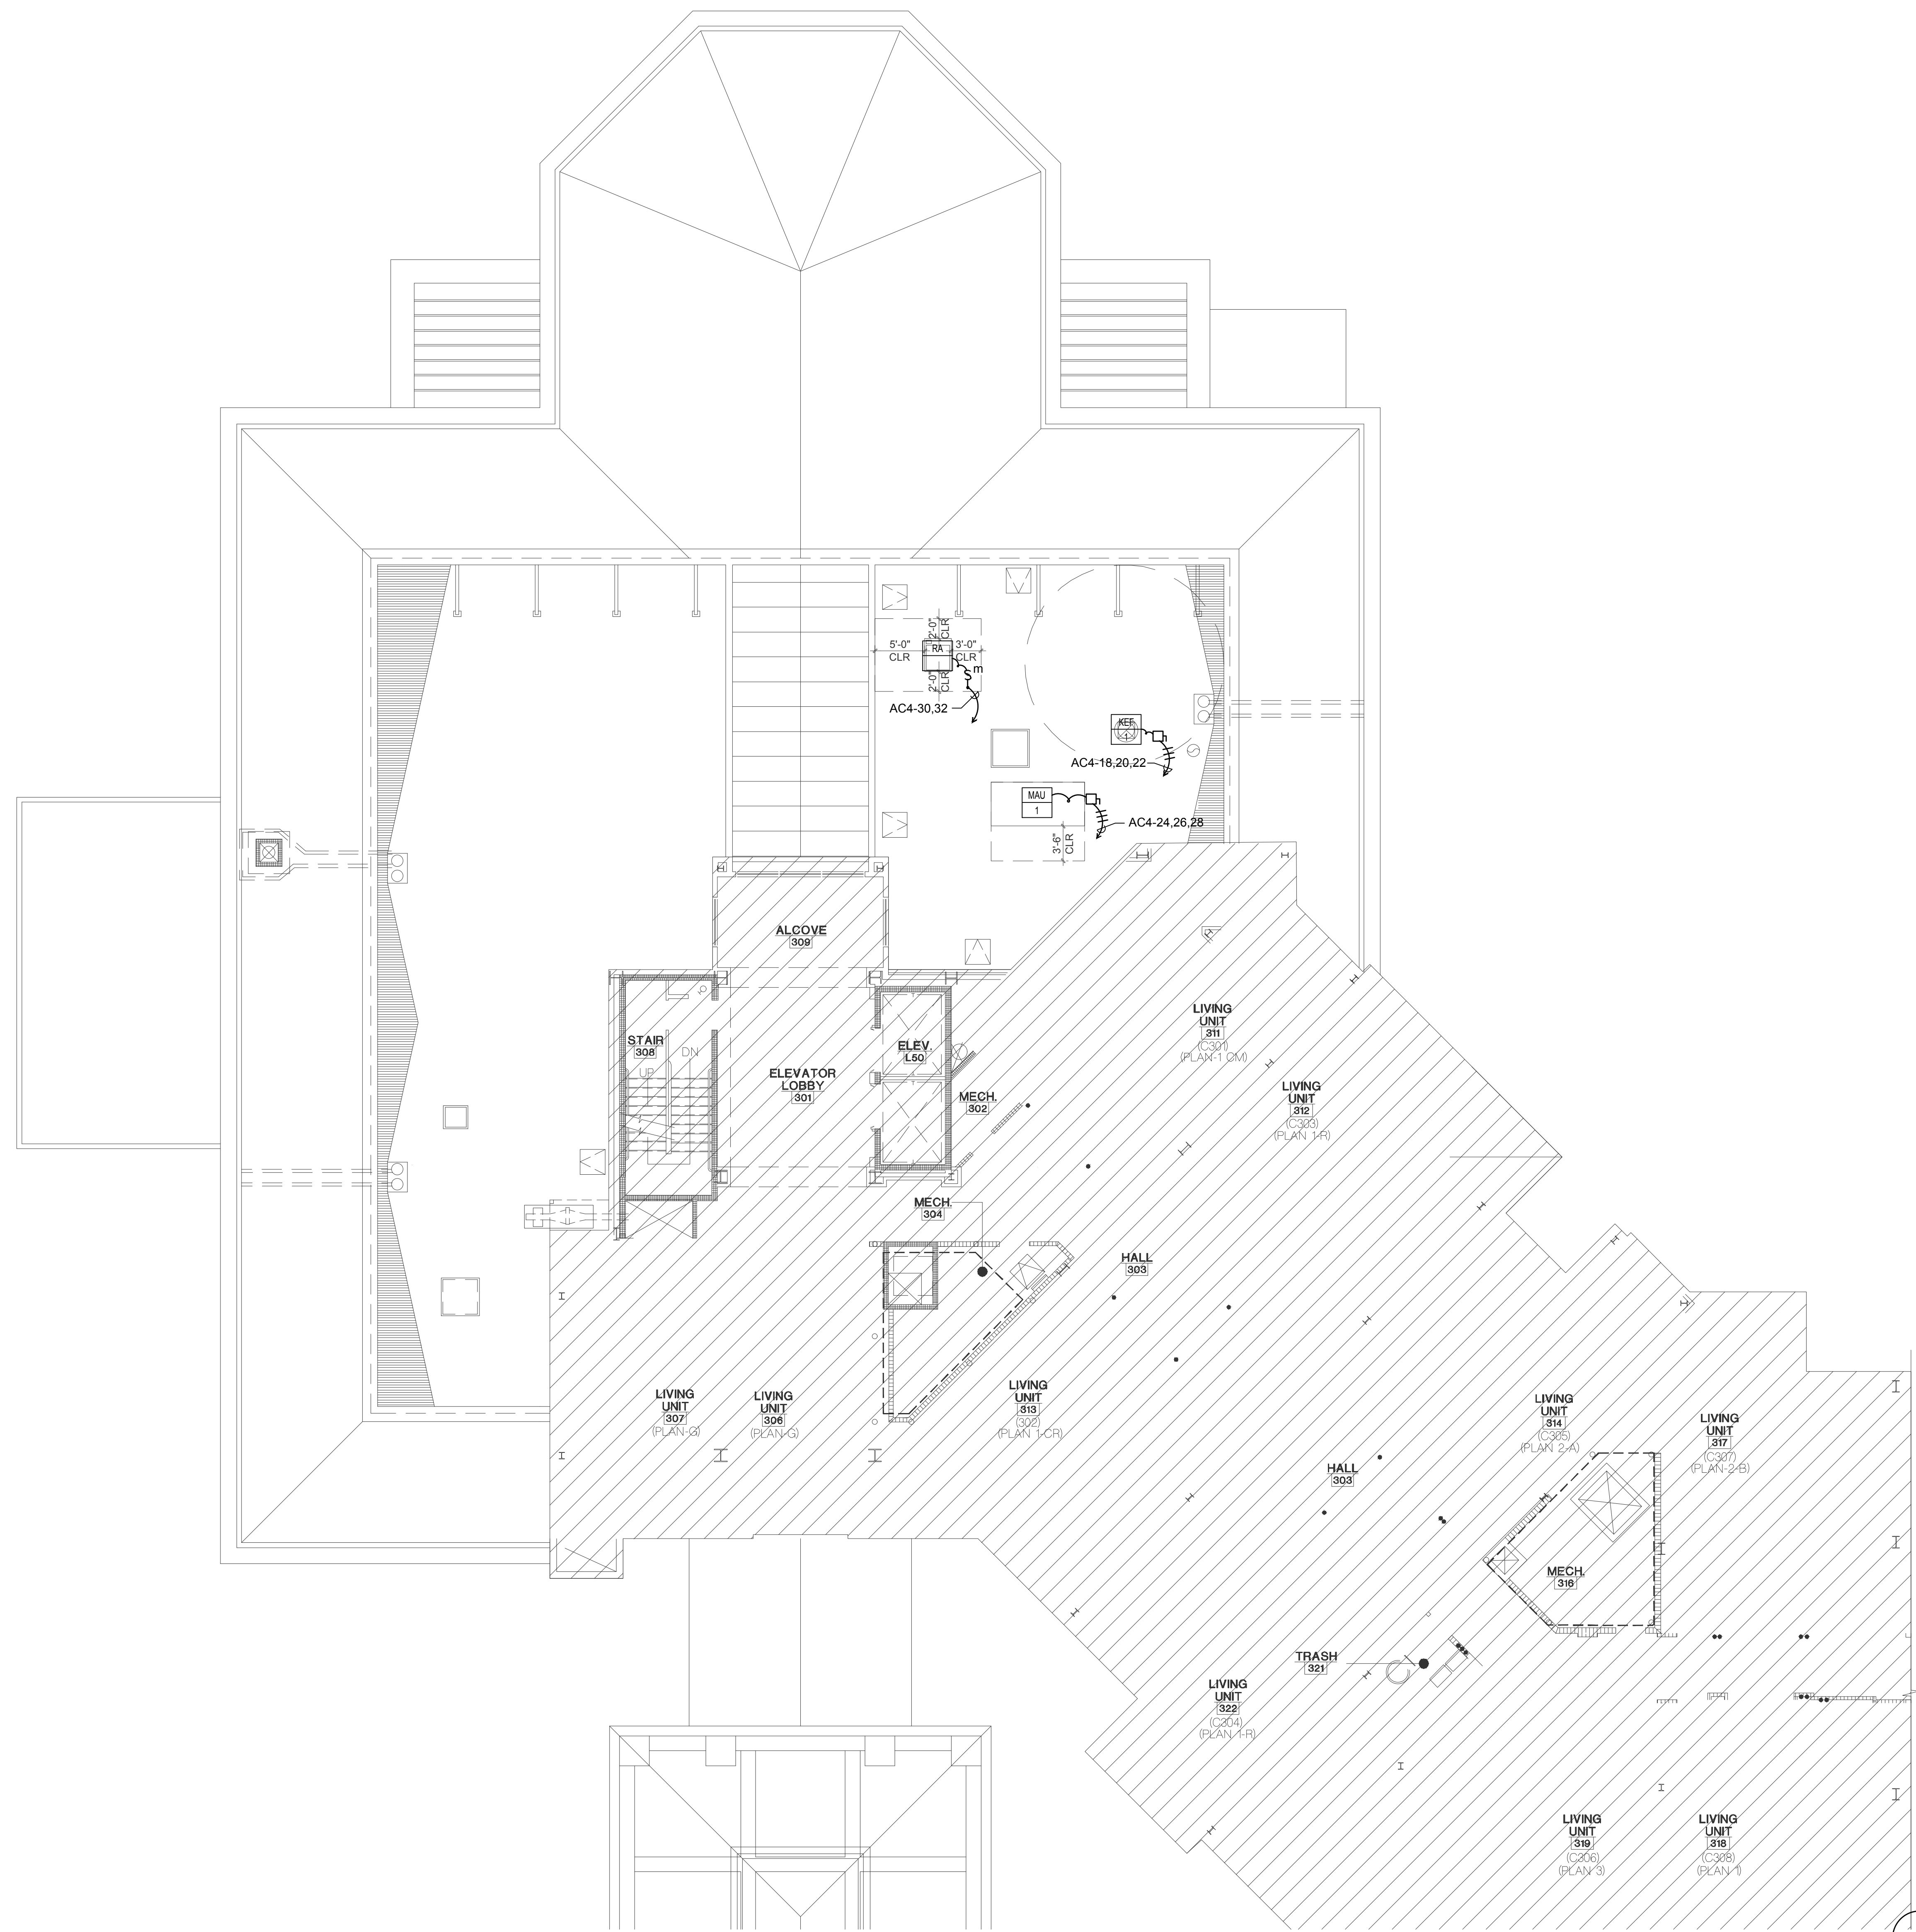 2'-0"
CLR
5'-0"
CLR
RA
3'-0"
CLR
m
S
2'-0"
CLR
AC4-30,32
KEF
1
AC4-18,20,22
MAU
1
AC4-24,26,28
3'-6"
CLR
ALCOVE
309
STAIR
308
DN
UP
ELEVATOR
LOBBY
301
ELEV.
L50
MECH.
302
LIVING
UNIT
311
(C301)
(PLAN-1 CM)
LIVING
UNIT
312
(C303)
(PLAN 1-R)
MECH.
304
HALL
303
LIVING
UNIT
307
(PLAN-G)
LIVING
UNIT
306
(PLAN-G)
LIVING
UNIT
313
(302)
(PLAN 1-CR)
LIVING
UNIT
314
(C305)
(PLAN 2-A)
LIVING
UNIT
317
(C307)
(PLAN-2-B)
HALL
303
MECH.
316
TRASH
321
LIVING
UNIT
322
(C304)
(PLAN 1-R)
LIVING
UNIT
319
(C306)
(PLAN 3)
LIVING
UNIT
318
(C308)
(PLAN 1)